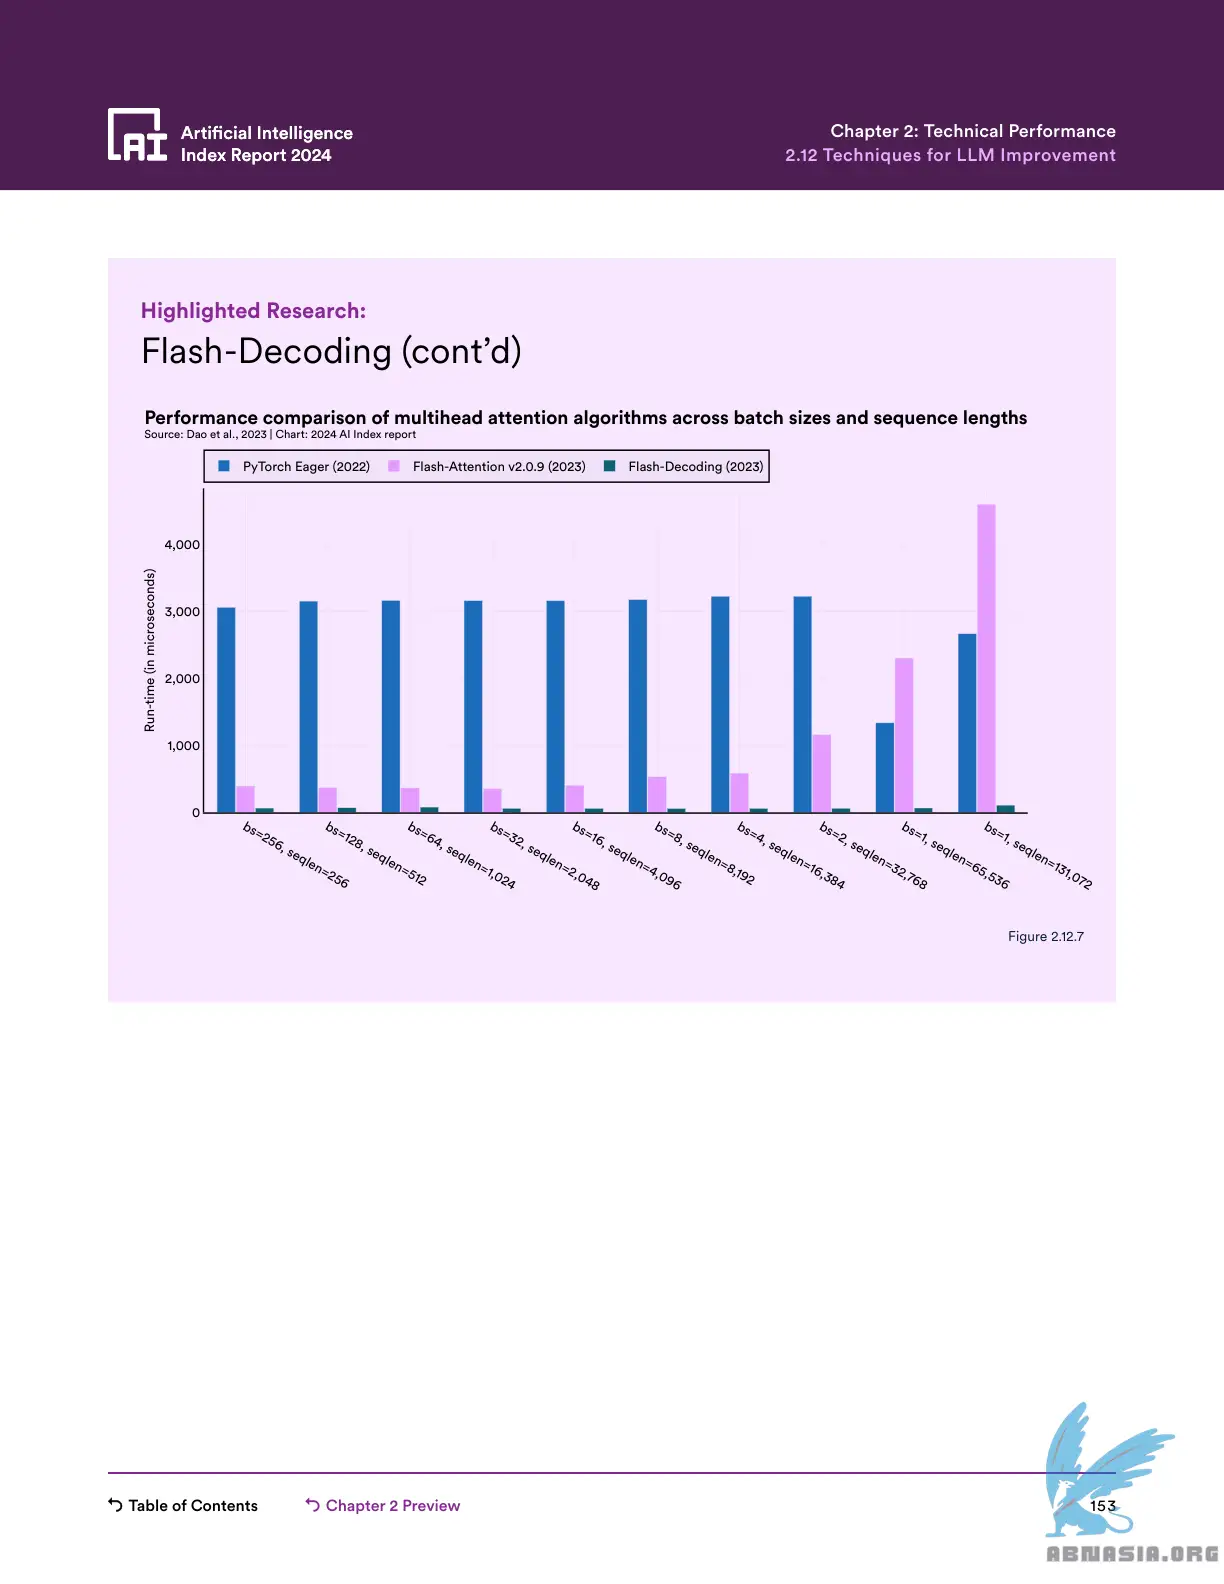 Artificial Intelligence
Index Report 2024
Chapter 2: Technical Performance
2.12 Techniques for LLM Improvement
Highlighted Research:
Flash-Decoding (cont’d)
Performance comparison of multihead attention algorithms across batch sizes and sequence lengths
Source: Dao et al., 2023 | Chart: 2024 AI Index report
PyTorch Eager (2022) Flash-Attention v2.0.9 (2023) Flash-Decoding (2023)
Run-time (in microseconds)
4,000
3,000
2,000
1,000
0
bs=256, seqlen=256
bs=128, seqlen=512
bs=64, seqlen=1,024
bs=32, seqlen=2,048
bs=16, seqlen=4,096
bs=8, seqlen=8,192
bs=4, seqlen=16,384
bs=2, seqlen=32,768
bs=1, seqlen=65,536
bs=1, seqlen=131,072
Figure 2.12.7
Table of Contents
Chapter 2 Preview
153
ABNASIA.ORG